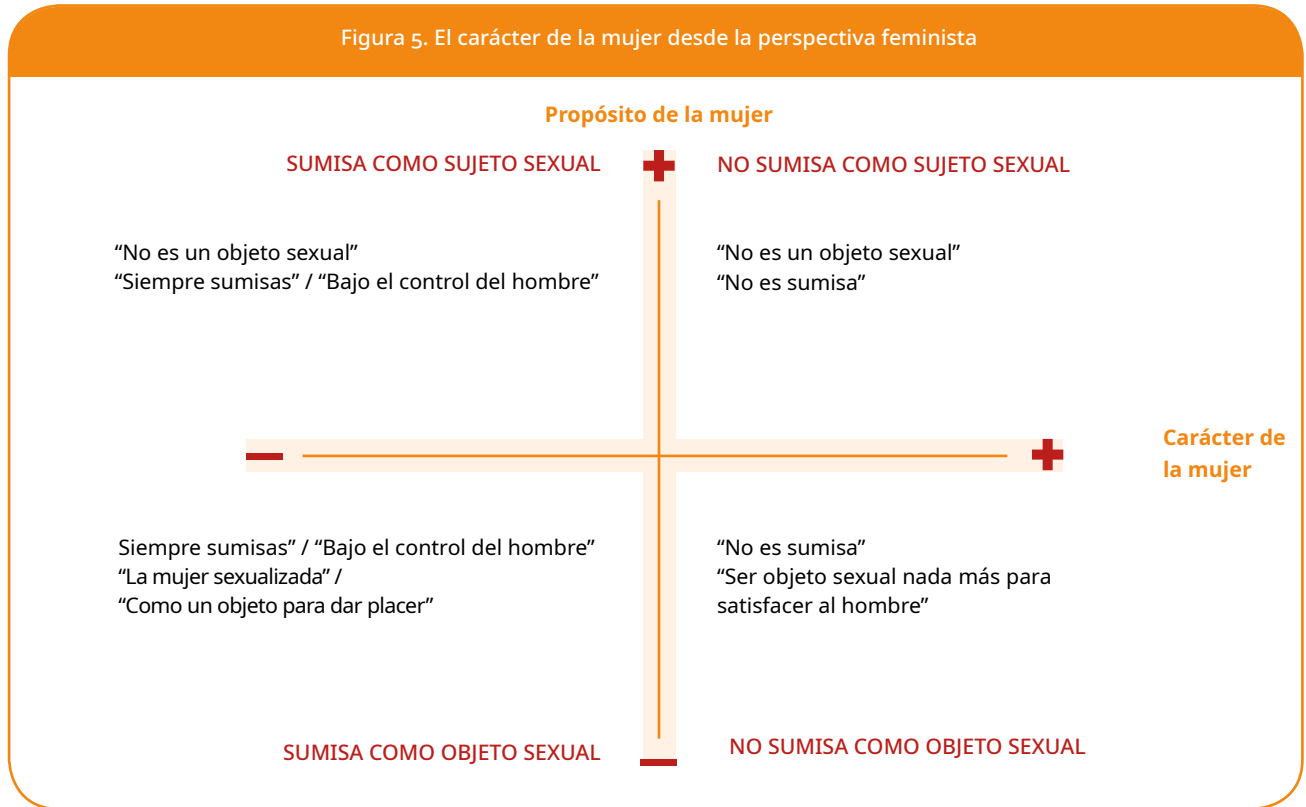 Figura 5. El carácter de la mujer desde la perspectiva feminista
Propósito de la mujer
SUMISA COMO SUJETO SEXUAL
NO SUMISA COMO SUJETO SEXUAL
“No es un objeto sexual”
“Siempre sumisas” / “Bajo el control del hombre”
“No es un objeto sexual”
“No es sumisa”
Carácter de
la mujer
Siempre sumisas” / “Bajo el control del hombre”
“La mujer sexualizada” /
“Como un objeto para dar placer”
“No es sumisa”
“Ser objeto sexual nada más para
satisfacer al hombre”
SUMISA COMO OBJETO SEXUAL
NO SUMISA COMO OBJETO SEXUAL